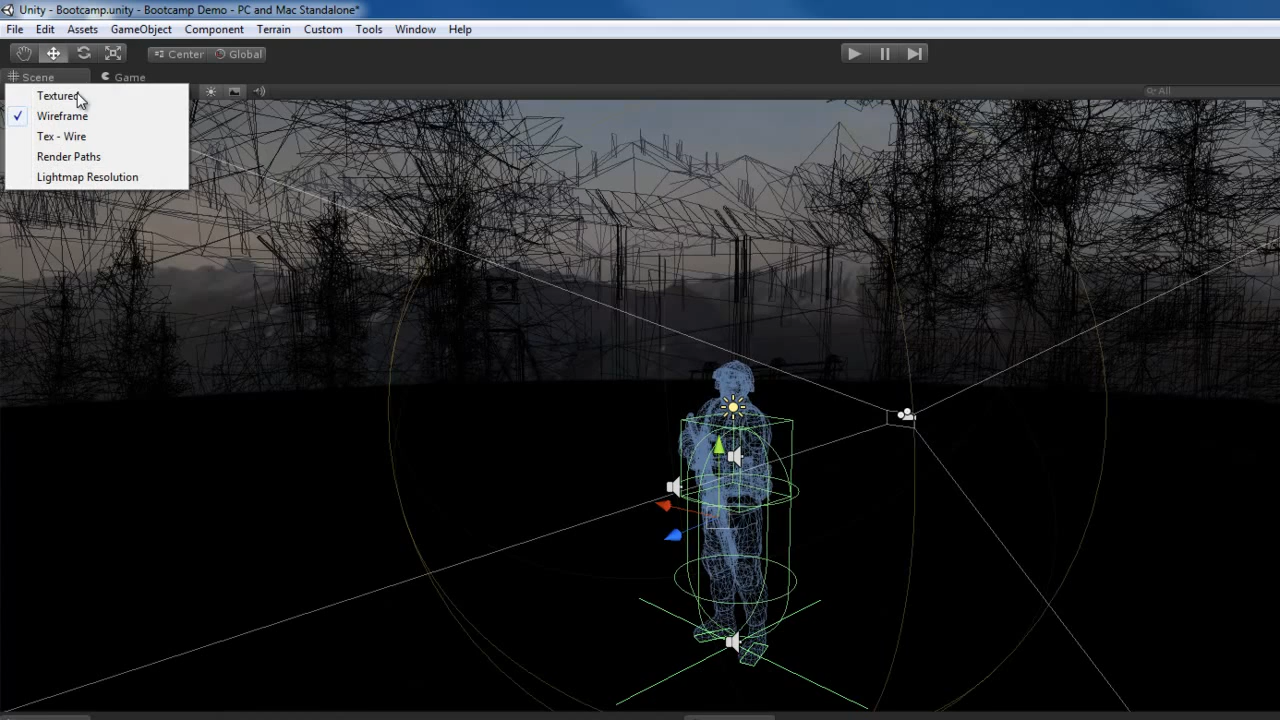 Unity - Bootcamp.unity - Bootcamp Demo - PC and Mac Standalone*
File Edit Assets GameObject Component Terrain Custom Tools Window Help
Center Global
Scene Game
All
Textured
Wireframe
Tex - Wire
Render Paths
Lightmap Resolution